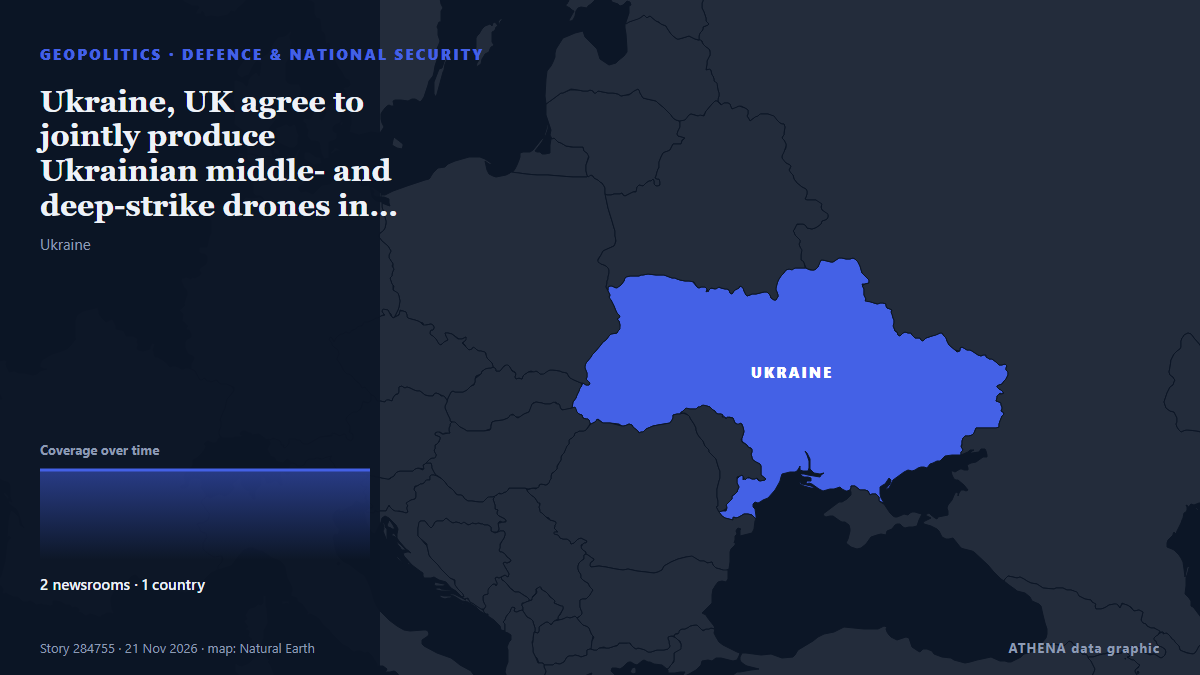 GEOPOLITICS · DEFENCE & NATIONAL SECURITY
Ukraine, UK agree to
jointly produce
Ukrainian middle- and
deep-strike drones in...
Ukraine
UKRAINE
Coverage over time
2 newsrooms · 1 country
Story 284755 · 21 Nov 2026 · map: Natural Earth
ATHENA data graphic